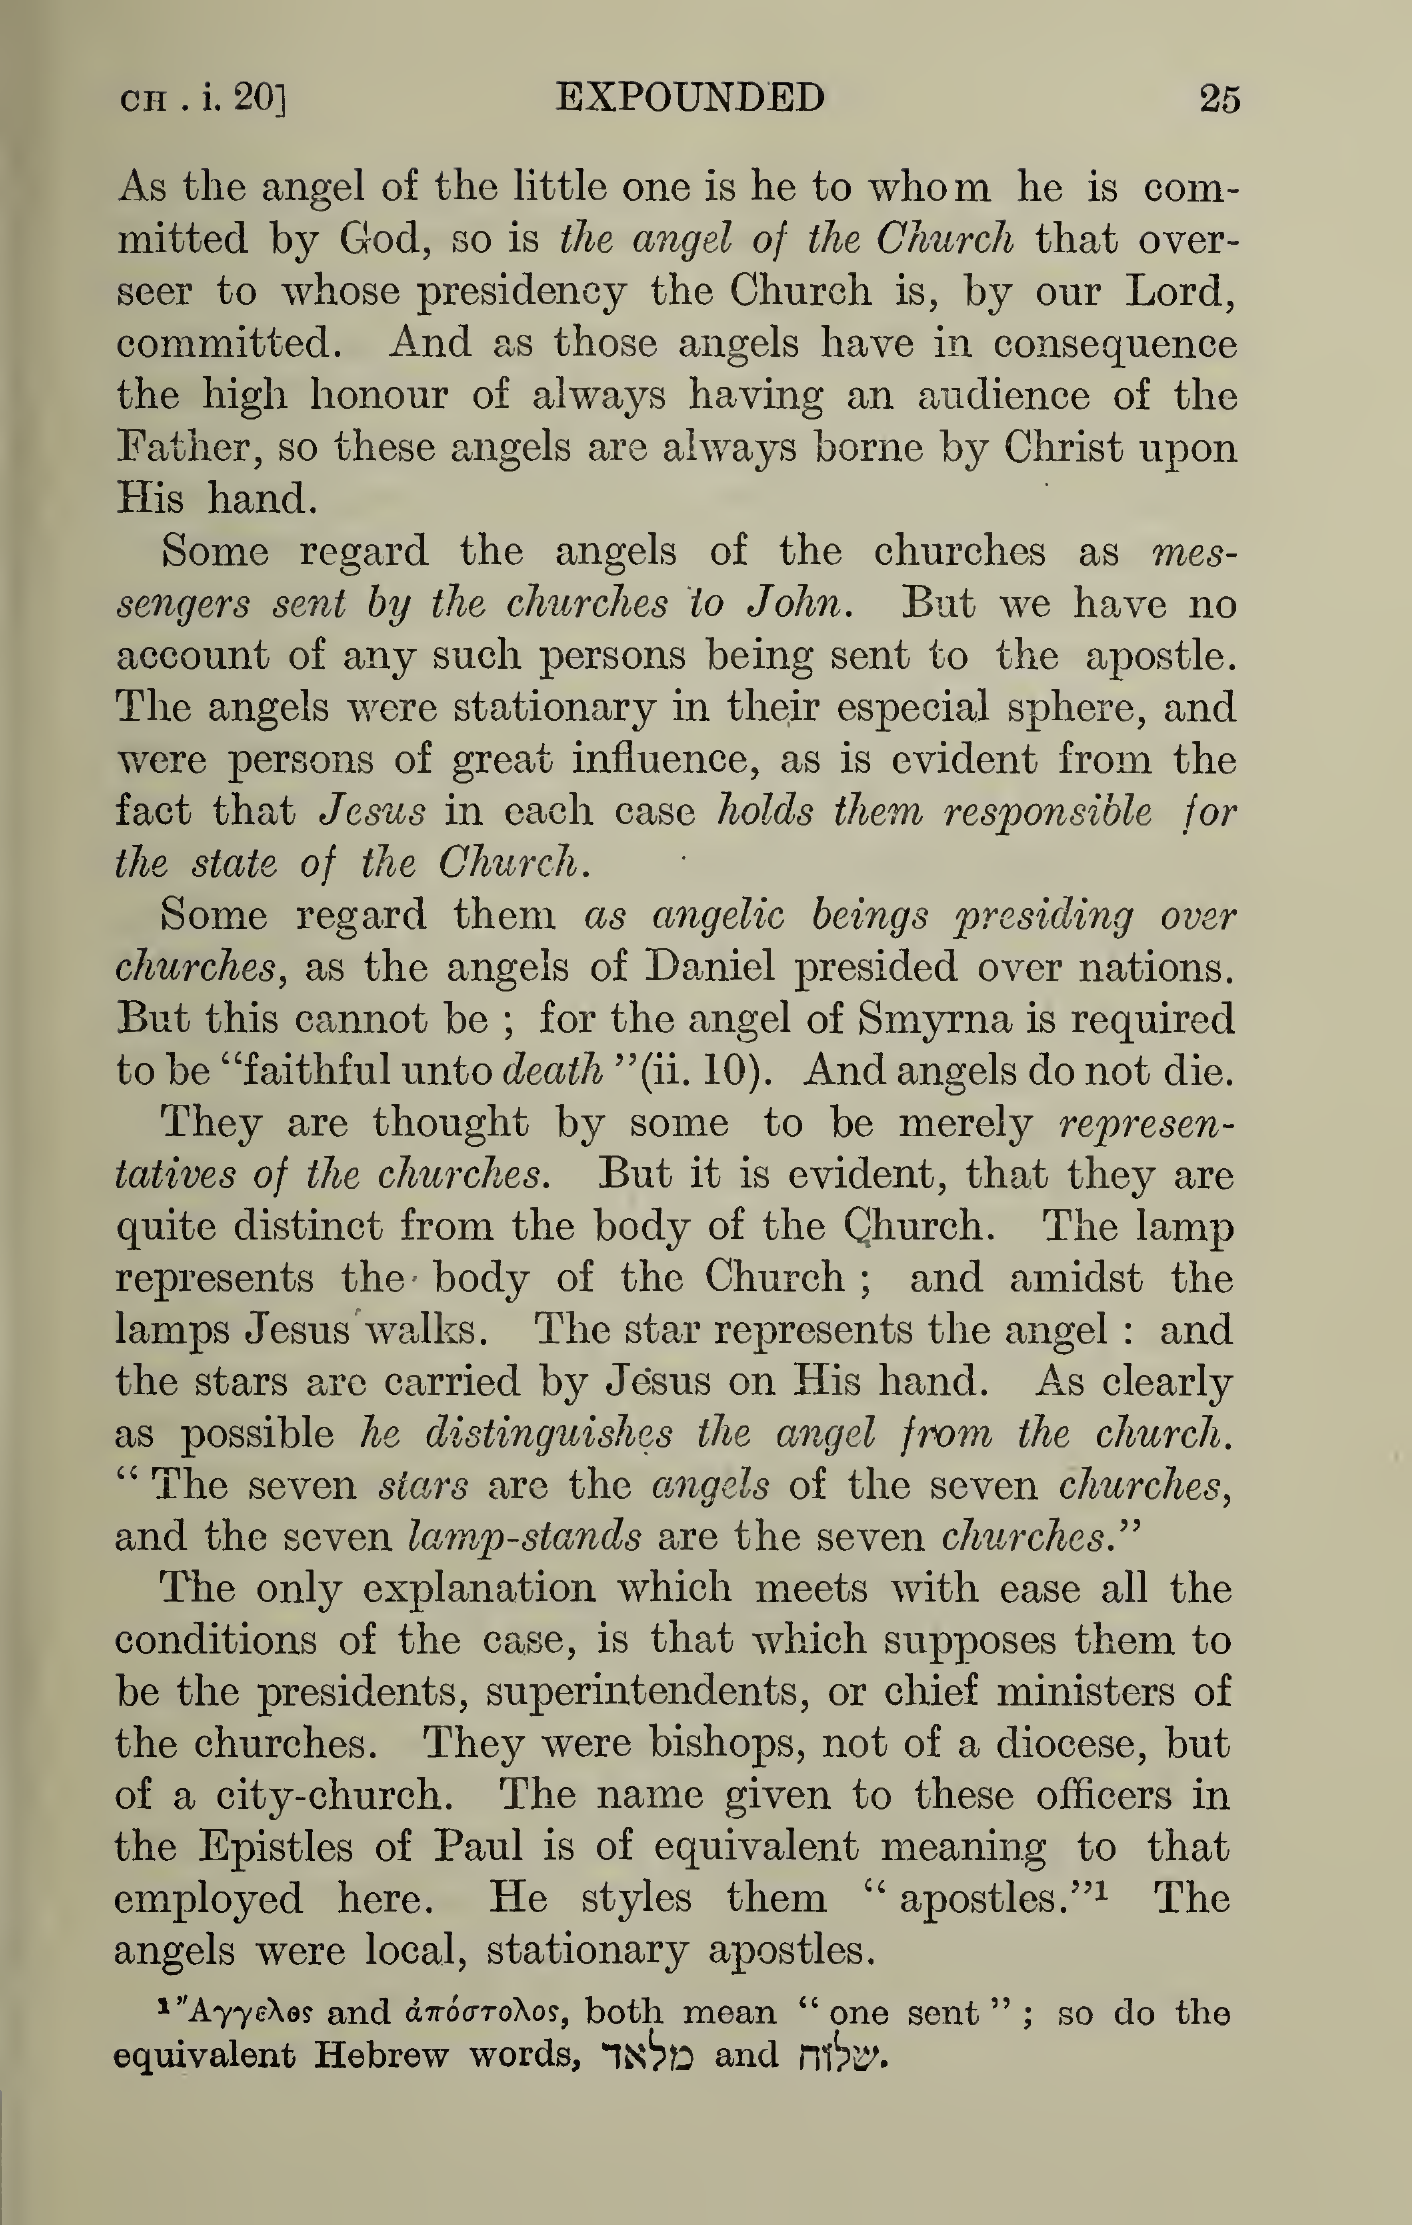 CH . i. 20] EXPOUNDED 25
As the angel of the little one is he to whom he is com-
mitted by God, so is the angel of the Church that over-
seer to whose presidency the Church is, by our Lord,
committed. And as those angels have in consequence
the high honour of always having an audience of the
Father, so these angels are always borne by Christ upon
His hand.
Some regard the angels of the churches as mes-
sengers sent by the churches to John. But we have no
account of any such persons being sent to the apostle.
The angels were stationary in their especial sphere, and
were persons of great influence, as is evident from the
fact that Jesus in each case holds them responsible for
the state of the Church.
Some regard them as angelic beings presiding over
churches, as the angels of Daniel presided over nations.
But this cannot be ; for the angel of Smyrna is required
to be “faithful unto death ”(ii. 10). And angels do not die.
They are thought by some to be merely represen-
tatives of the churches. But it is evident, that they are
quite distinct from the body of the Church. The lamp
represents the body of the Church ; and amidst the
lamps Jesus walks. The star represents the angel : and
the stars are carried by Jesus on His hand. As clearly
as possible he distinguishes the angel from the church.
“ The seven stars are the angels of the seven churches,
and the seven lamp-stands are the seven churches.”
The only explanation which meets with ease all the
conditions of the case, is that which supposes them to
be the presidents, superintendents, or chief ministers of
the churches. They were bishops, not of a diocese, but
of a city-church. The name given to these officers in
the Epistles of Paul is of equivalent meaning to that
employed here. He styles them “ apostles.”¹ The
angels were local, stationary apostles.
¹ Ἄγγελος and ἀπόστολος, both mean “ one sent ” ; so do the
equivalent Hebrew words, מלאך and שלוח.